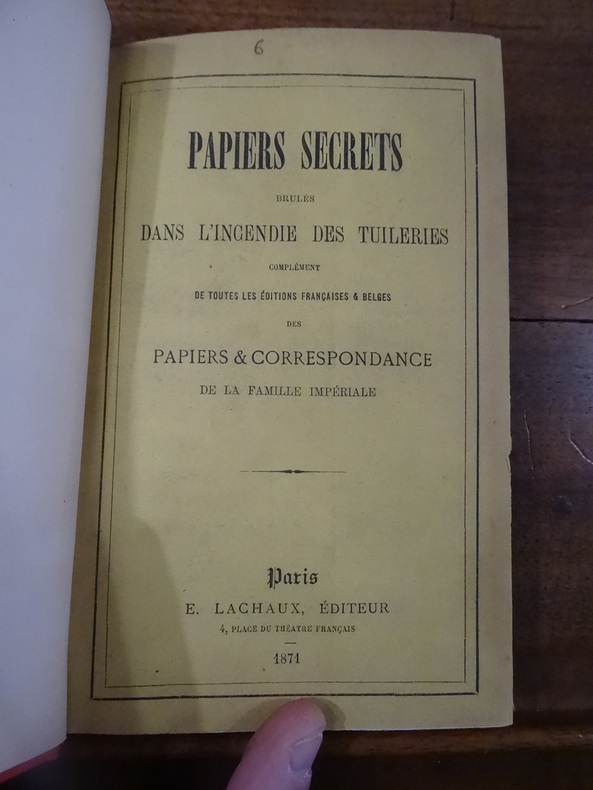 6
PAPIERS SECRETS
BRULÉS
DANS L'INCENDIE DES TUILERIES
COMPLÉMENT
DE TOUTES LES ÉDITIONS FRANÇAISES & BELGES
DES
PAPIERS & CORRESPONDANCE
DE LA FAMILLE IMPÉRIALE
Paris
E. LACHAUX, ÉDITEUR
4, PLACE DU THÉATRE FRANÇAIS
1871